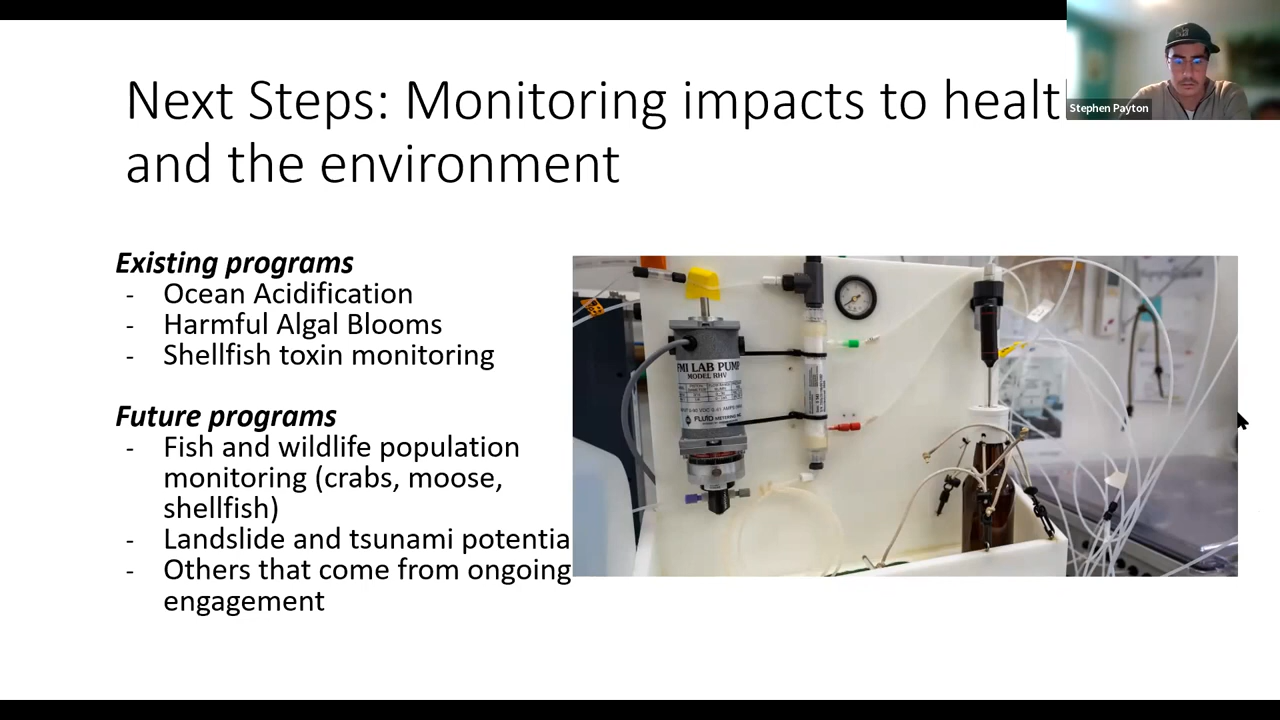 Next Steps: Monitoring impacts to healt
and the environment
Stephen Payton
Existing programs
- Ocean Acidification
- Harmful Algal Blooms
- Shellfish toxin monitoring
Future programs
- Fish and wildlife population
monitoring (crabs, moose,
shellfish)
- Landslide and tsunami potentia
- Others that come from ongoing
engagement
FMI LAB PUMP
MODEL RHV
FLUID METERING INC